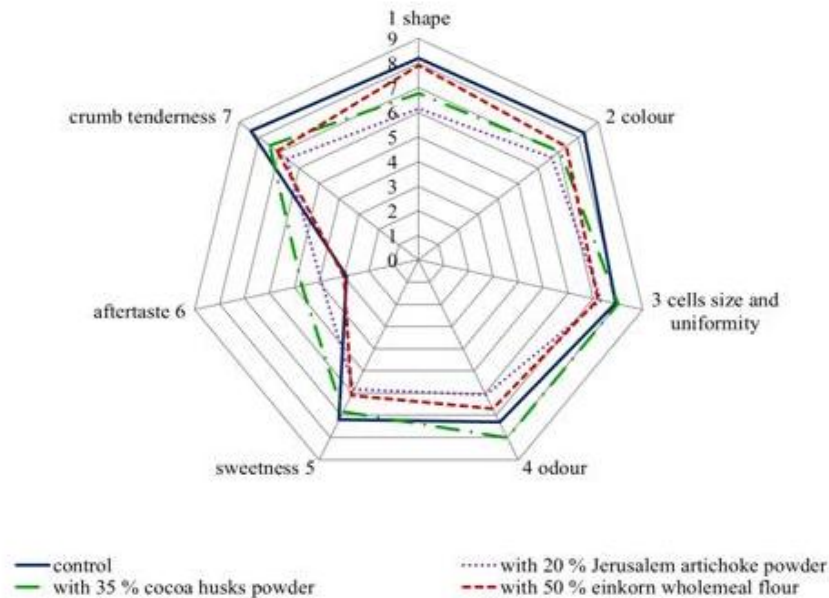 1 shape
9
8
7
6
5
4
3
2
1
0
crumb tenderness 7
2 colour
3 cells size and
uniformity
aftertaste 6
sweetness 5
4 odour
control
with 20 % Jerusalem artichoke powder
with 35 % cocoa husks powder
with 50 % einkorn wholemeal flour